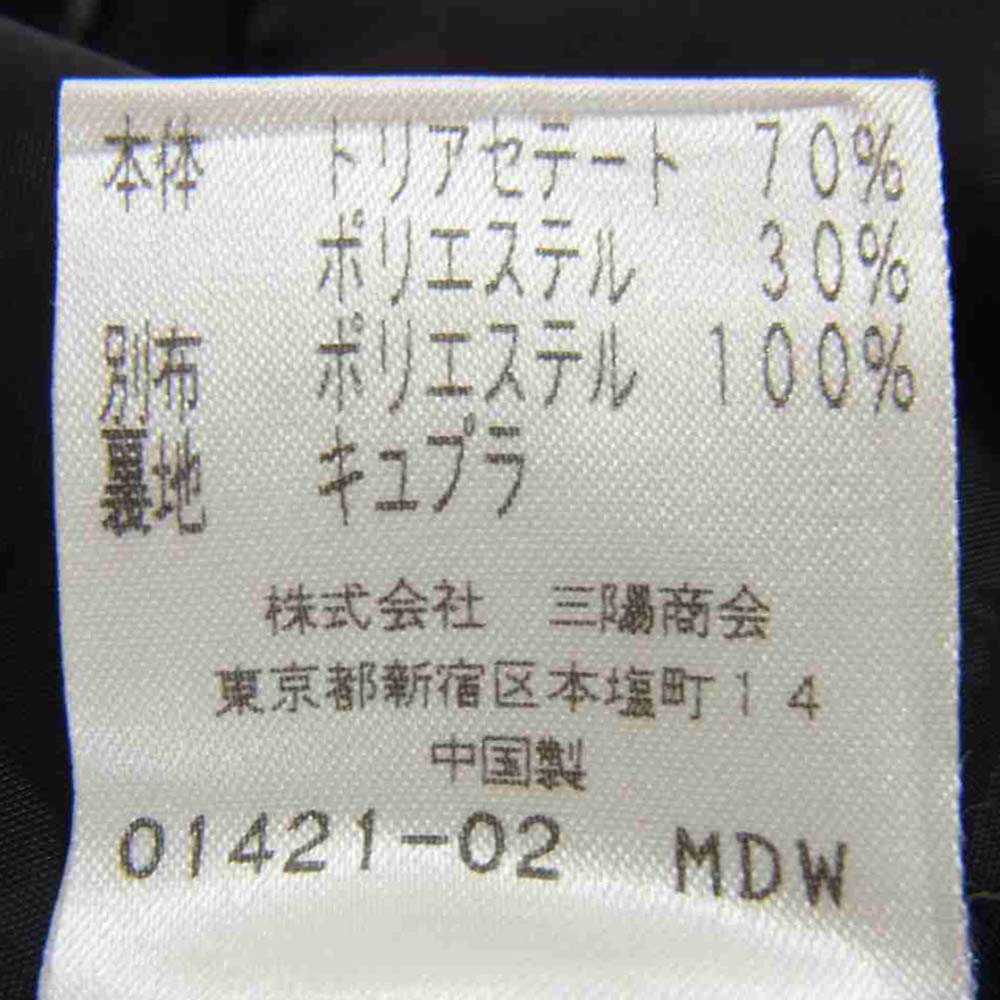 本体 トリアセテート 70%
ポリエステル 30%
別布 ポリエステル 100%
裏地 キュプラ
株式会社 三陽商会
東京都新宿区本塩町14
中国製
01421-02 MDW